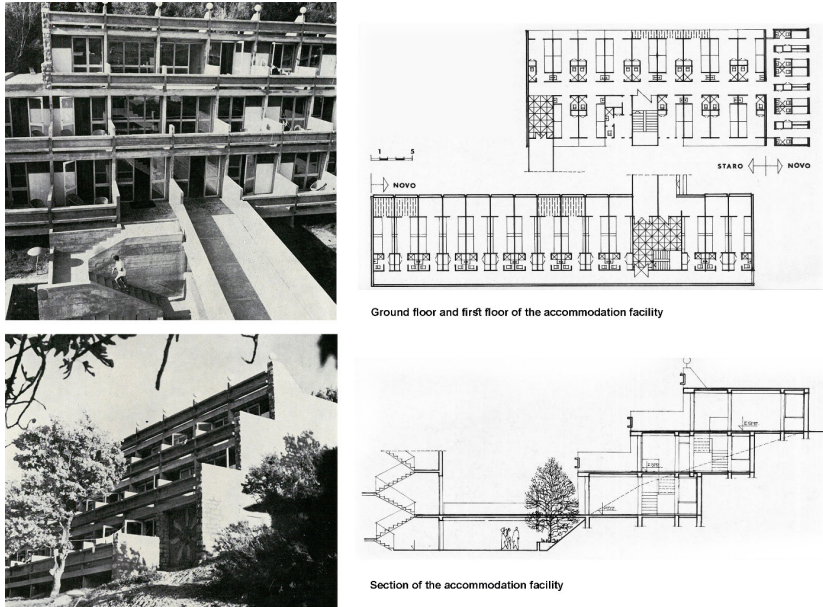 1 5
STARO NOVO
NOVO
Ground floor and first floor of the accommodation facility
Section of the accommodation facility